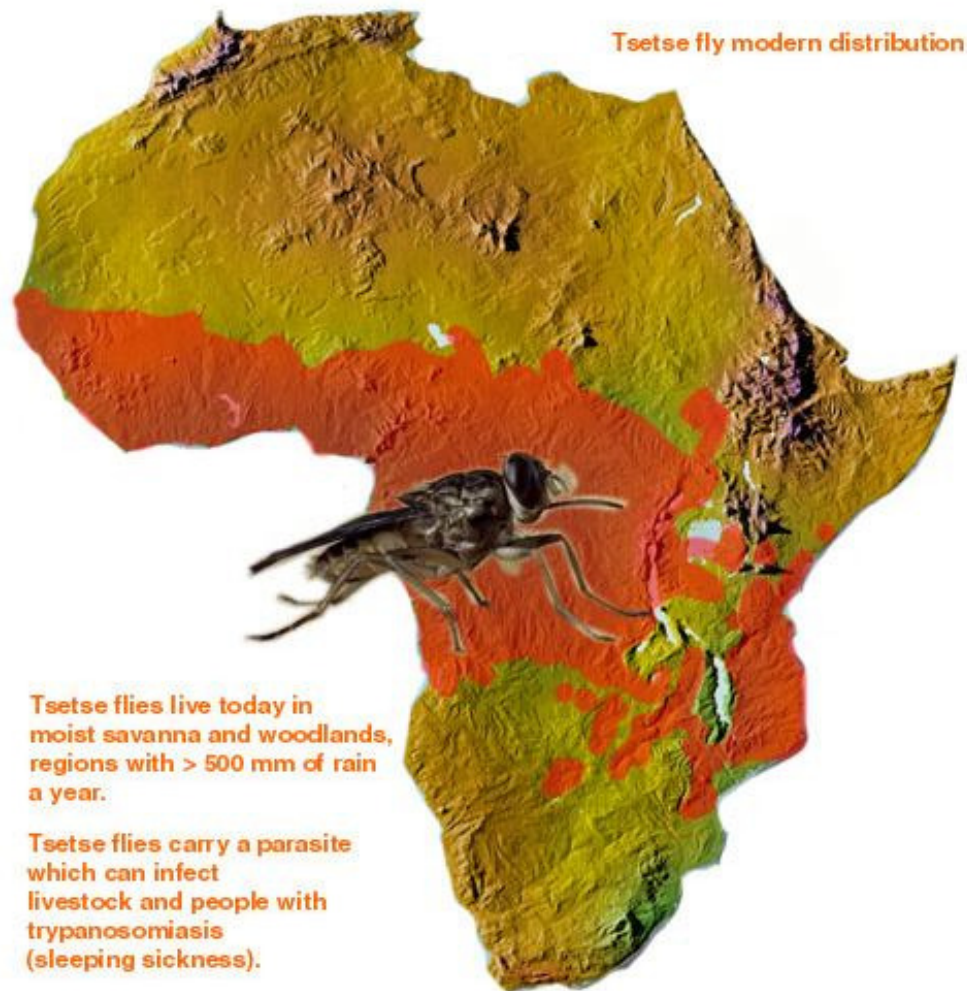 Tsetse fly modern distribution
Tsetse flies live today in
moist savanna and woodlands,
regions with > 500 mm of rain
a year.
Tsetse flies carry a parasite
which can infect
livestock and people with
trypanosomiasis
(sleeping sickness).